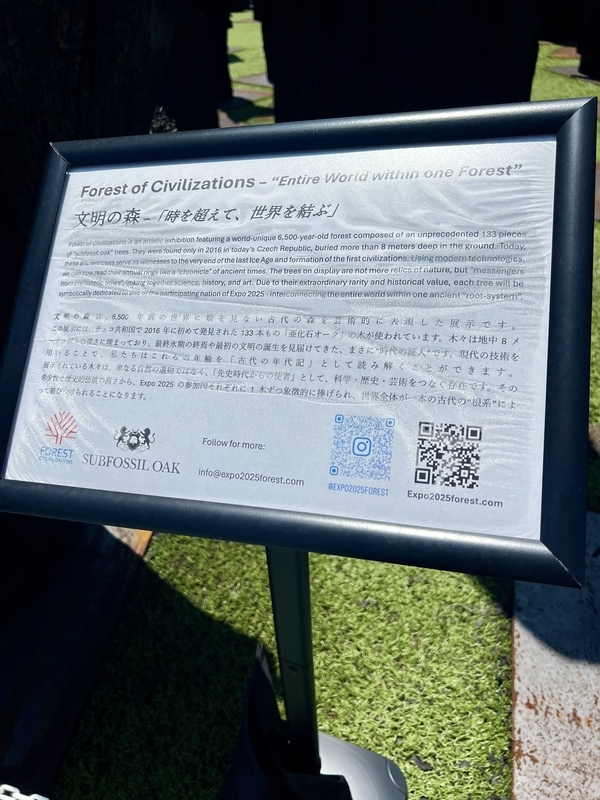 Forest of Civilizations – “Entire World within one Forest”
文明の森 –「時を超えて、世界を結ぶ」
Forest of Civilizations is an artistic exhibition featuring a world-unique 6,500-year-old forest composed of an unprecedented 133 pieces
of "subfossil oak" trees. They were found only in 2016 in today's Czech Republic, buried more than 8 meters deep in the ground. Today,
these ancient trees serve as witnesses to the very end of the last Ice Age and formation of the first civilizations. Using modern technologies,
we can now read their annual rings like a "chronicle" of ancient times. The trees on display are not mere relics of nature, but "messengers
from prehistoric times", linking together science, history, and art. Due to their extraordinary rarity and historical value, each tree will be
symbolically dedicated to one of the participating nation of Expo 2025 - interconnecting the entire world within one ancient "root-system".
文明の森は、6,500 年前の世界に類を見ない古代の森を芸術的に表現した展示です。
この展示には、チェコ共和国で 2016 年に初めて発見された 133 本もの「亜化石オーク」の木が使われています。木々は地中 8 メ
ートル以上の深さに埋まっており、最終氷期の終焉や最初の文明の誕生を見届けてきた、まさに"時代の証人"です。現代の技術を
用いることで、私たちはこれらの年輪を「古代の年代記」として読み解くことができます。
展示されている木々は、単なる自然の遺物ではなく、「先史時代からの使者」として、科学・歴史・芸術をつなぐ存在です。その
希少性と歴史的価値の高さから、Expo 2025 の参加国それぞれに 1 本ずつ象徴的に捧げられ、世界全体が一本の古代の"根系"によ
って結びつけられることになります。
FOREST
CIVILIZATIONS
SUBFOSSIL OAK
Follow for more:
info@expo2025forest.com
@EXPO2025FOREST
Expo2025forest.com